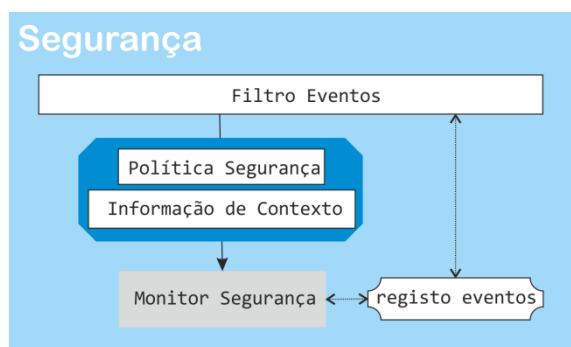 Segurança
Filtro Eventos
Política Segurança
Informação de Contexto
Monitor Segurança
registo eventos